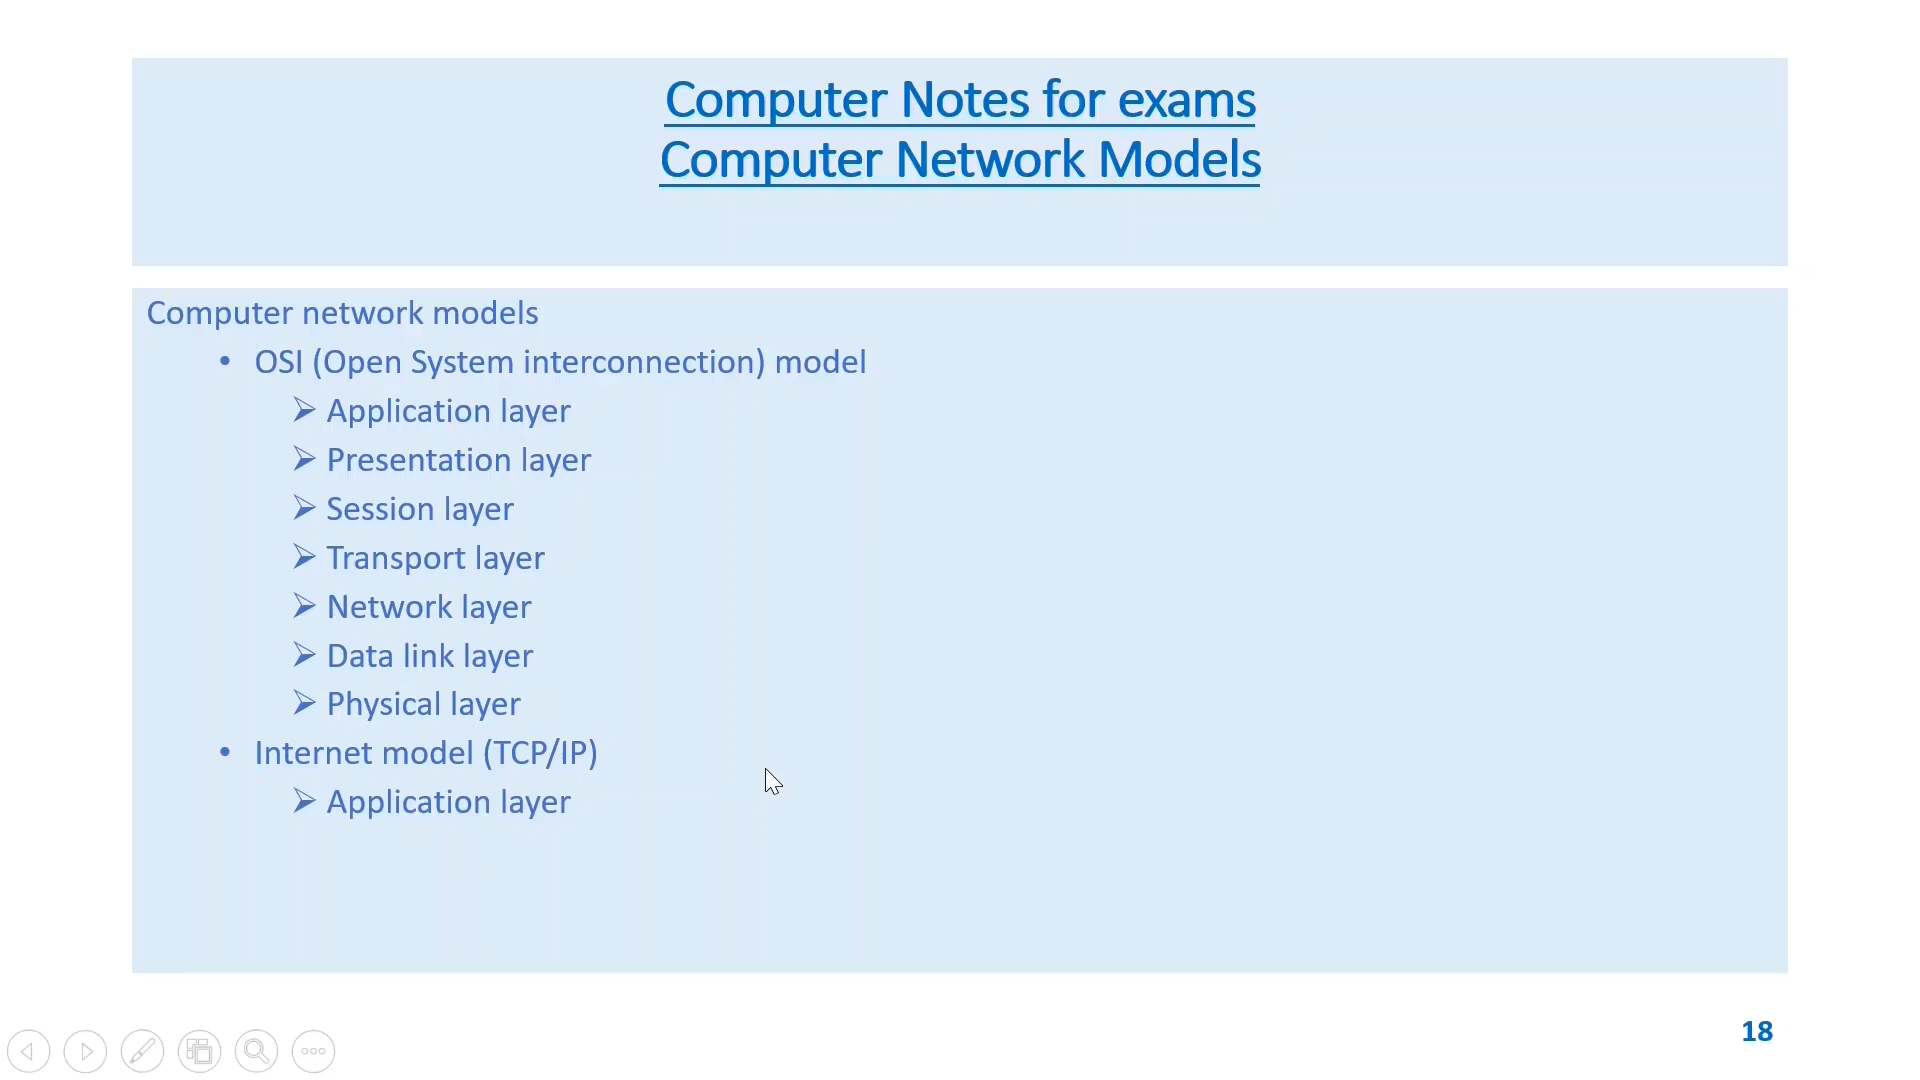 Computer Notes for exams
Computer Network Models
Computer network models
• OSI (Open System interconnection) model
➢ Application layer
➢ Presentation layer
➢ Session layer
➢ Transport layer
➢ Network layer
➢ Data link layer
➢ Physical layer
• Internet model (TCP/IP)
➢ Application layer
18